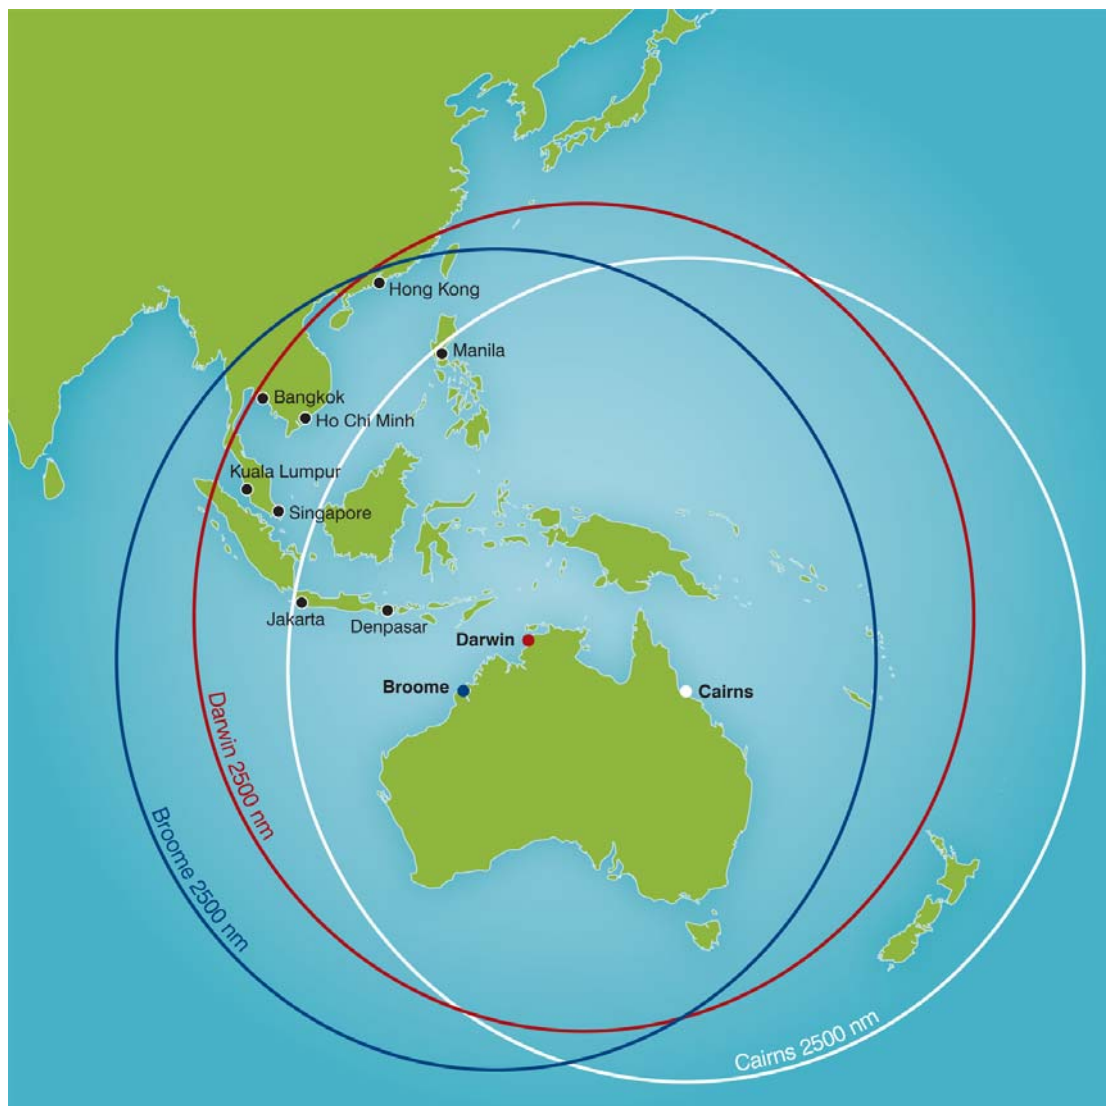 Hong Kong
Manila
Bangkok
Ho Chi Minh
Kuala Lumpur
Singapore
Jakarta
Denpasar
Darwin
Broome
Cairns
Darwin 2500 nm
Broome 2500 nm
Cairns 2500 nm